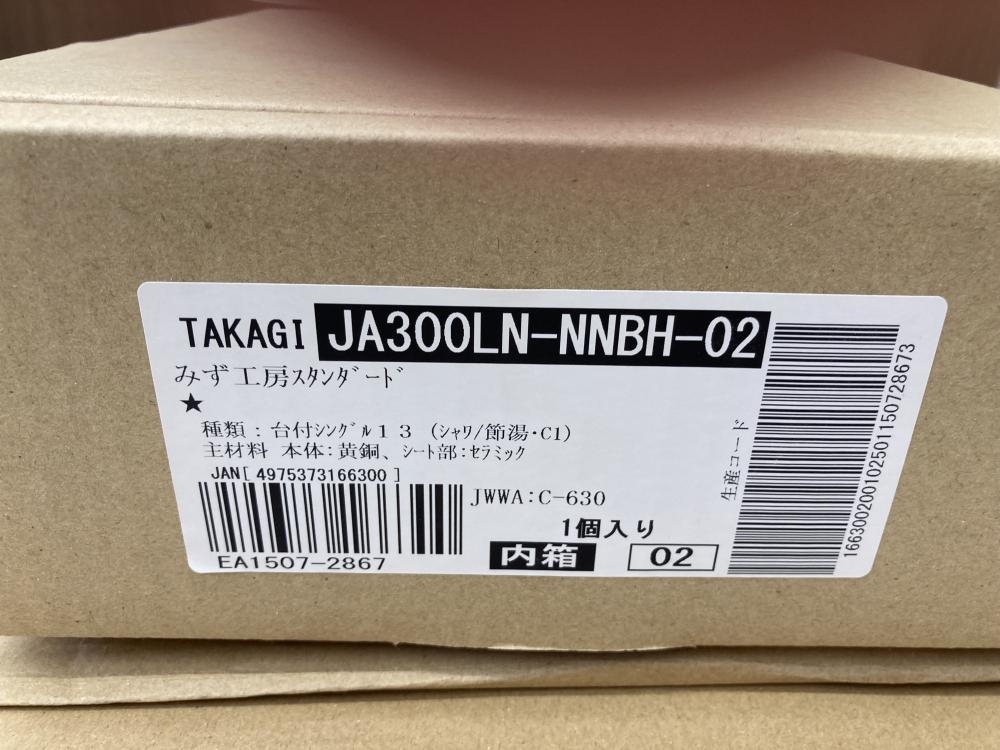 TAKAGI JA300LN-NNBH-02
みず工房ｽﾀﾝﾀﾞｰﾄﾞ
★
種類：台付ｼﾝｸﾞﾙ１３（ｼｬﾜ/節湯･C1）
主材料 本体:黄銅、ｼｰﾄ部:ｾﾗﾐｯｸ
JAN[ 4975373166300 ]
JWWA:C-630
EA1507-2867
1個入り
内箱 02
生産コード
166300200102501150728673